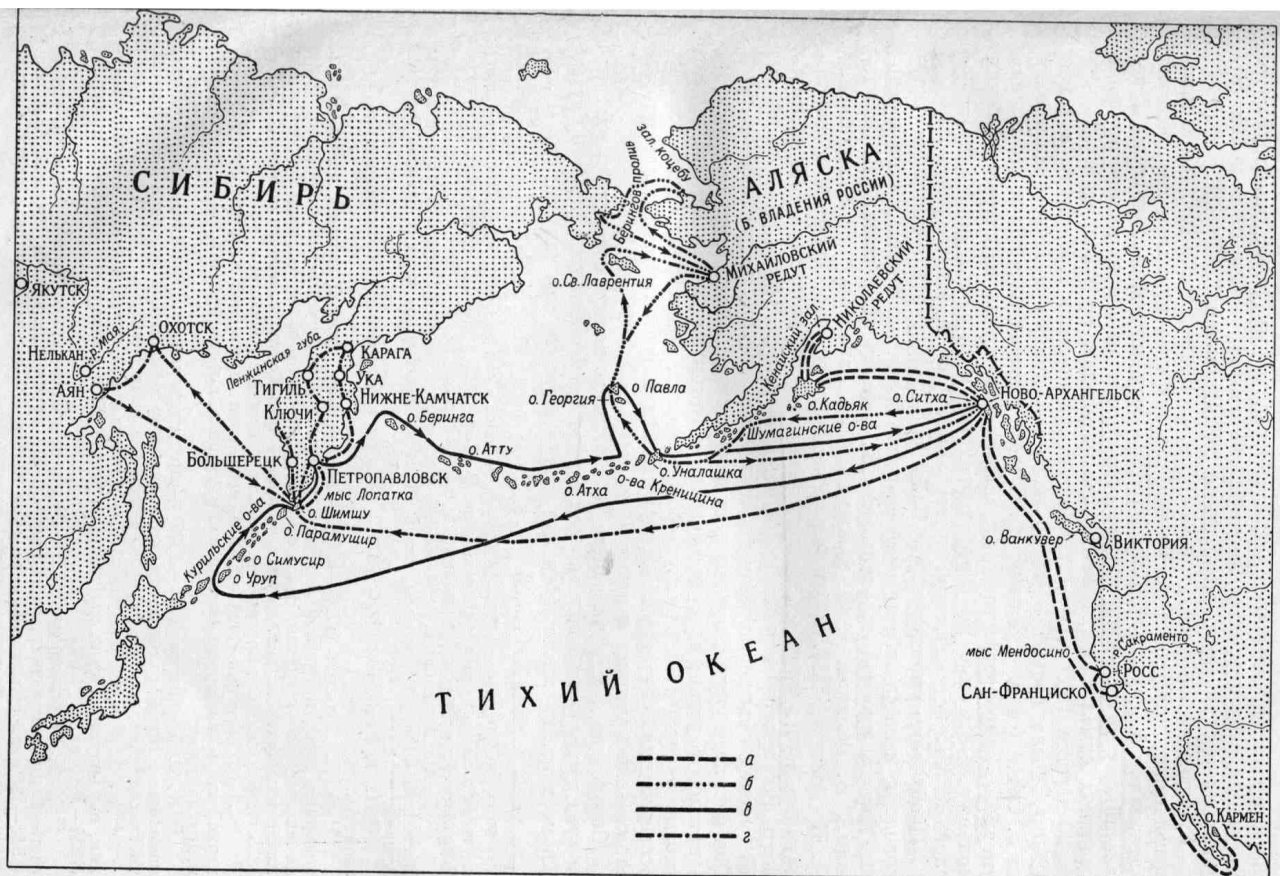 СИБИРЬ
АЛЯСКА
(Б. ВЛАДЕНИЯ РОССИИ)
зал. Коцебу
Берингов пролив
ЯКУТСК
ОХОТСК
НЕЛЬКАН
р. Мая
АЯН
Пенжинская губа
КАРАГА
ТИГИЛЬ
УКА
КЛЮЧИ
НИЖНЕ-КАМЧАТСК
БОЛЬШЕРЕЦК
ПЕТРОПАВЛОВСК
мыс Лопатка
о. Шимшу
о. Парамушир
Курильские о-ва
о Симусир
о Уруп
о. Беринга
о. Атту
о. Атха
о-ва Креницина
о. Уналашка
о. Георгия
о Павла
о.Св. Лаврентия
МИХАЙЛОВСКИЙ
РЕДУТ
НИКОЛАЕВСКИЙ
РЕДУТ
Кенайский зал
о. Кадьяк
Шумагинские о-ва
о. Ситха
НОВО-АРХАНГЕЛЬСК
о. Ванкувер
ВИКТОРИЯ
мыс Мендосино
р. Сакраменто
РОСС
САН-ФРАНЦИСКО
о. КАРМЕН
ТИХИЙ ОКЕАН
а
б
в
г